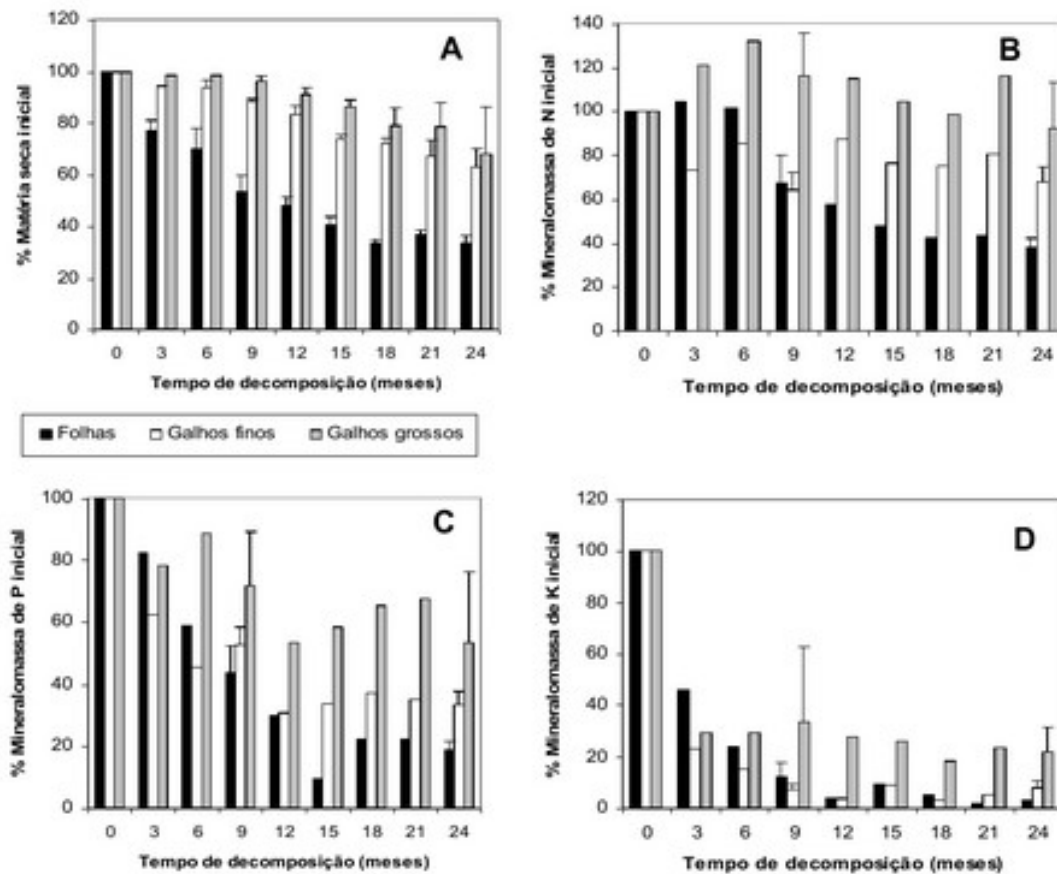 A
% Matéria seca inicial
120
100
80
60
40
20
0
0 3 6 9 12 15 18 21 24
Tempo de decomposição (meses)
B
% Mineralomassa de N inicial
140
120
100
80
60
40
20
0
0 3 6 9 12 15 18 21 24
Tempo de decomposição (meses)
Folhas Galhos finos Galhos grossos
C
% Mineralomassa de P inicial
100
80
60
40
20
0
0 3 6 9 12 15 18 21 24
Tempo de decomposição (meses)
D
% Mineralomassa de K inicial
120
100
80
60
40
20
0
0 3 6 9 12 15 18 21 24
Tempo de decomposição (meses)